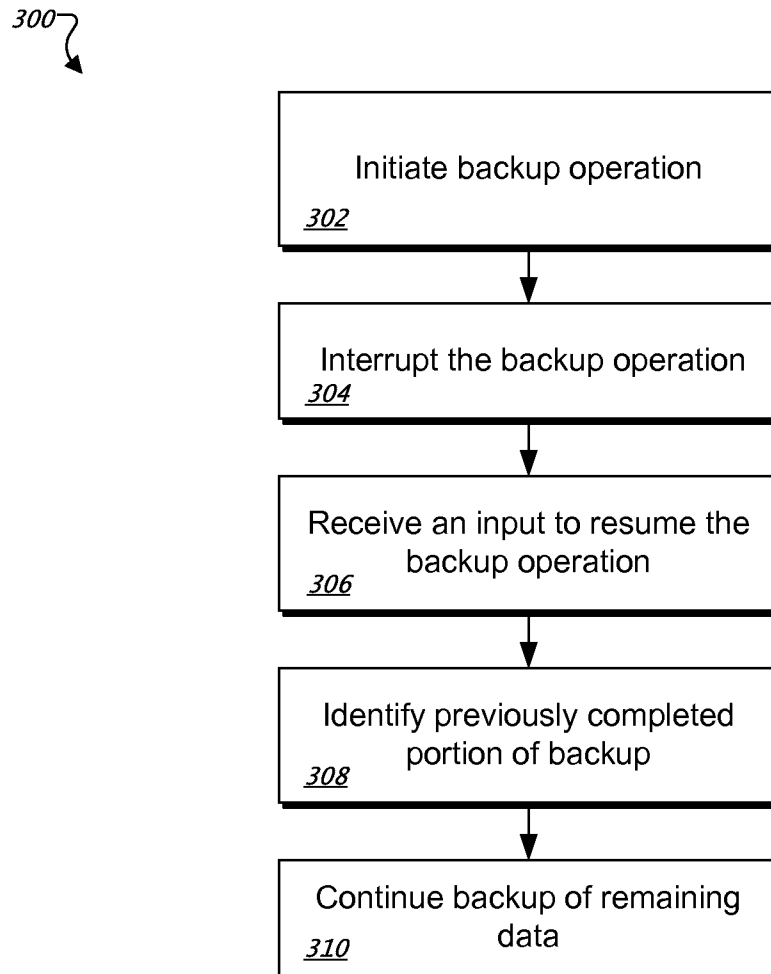 300
Initiate backup operation
302
Interrupt the backup operation
304
Receive an input to resume the
backup operation
306
Identify previously completed
portion of backup
308
Continue backup of remaining
data
310